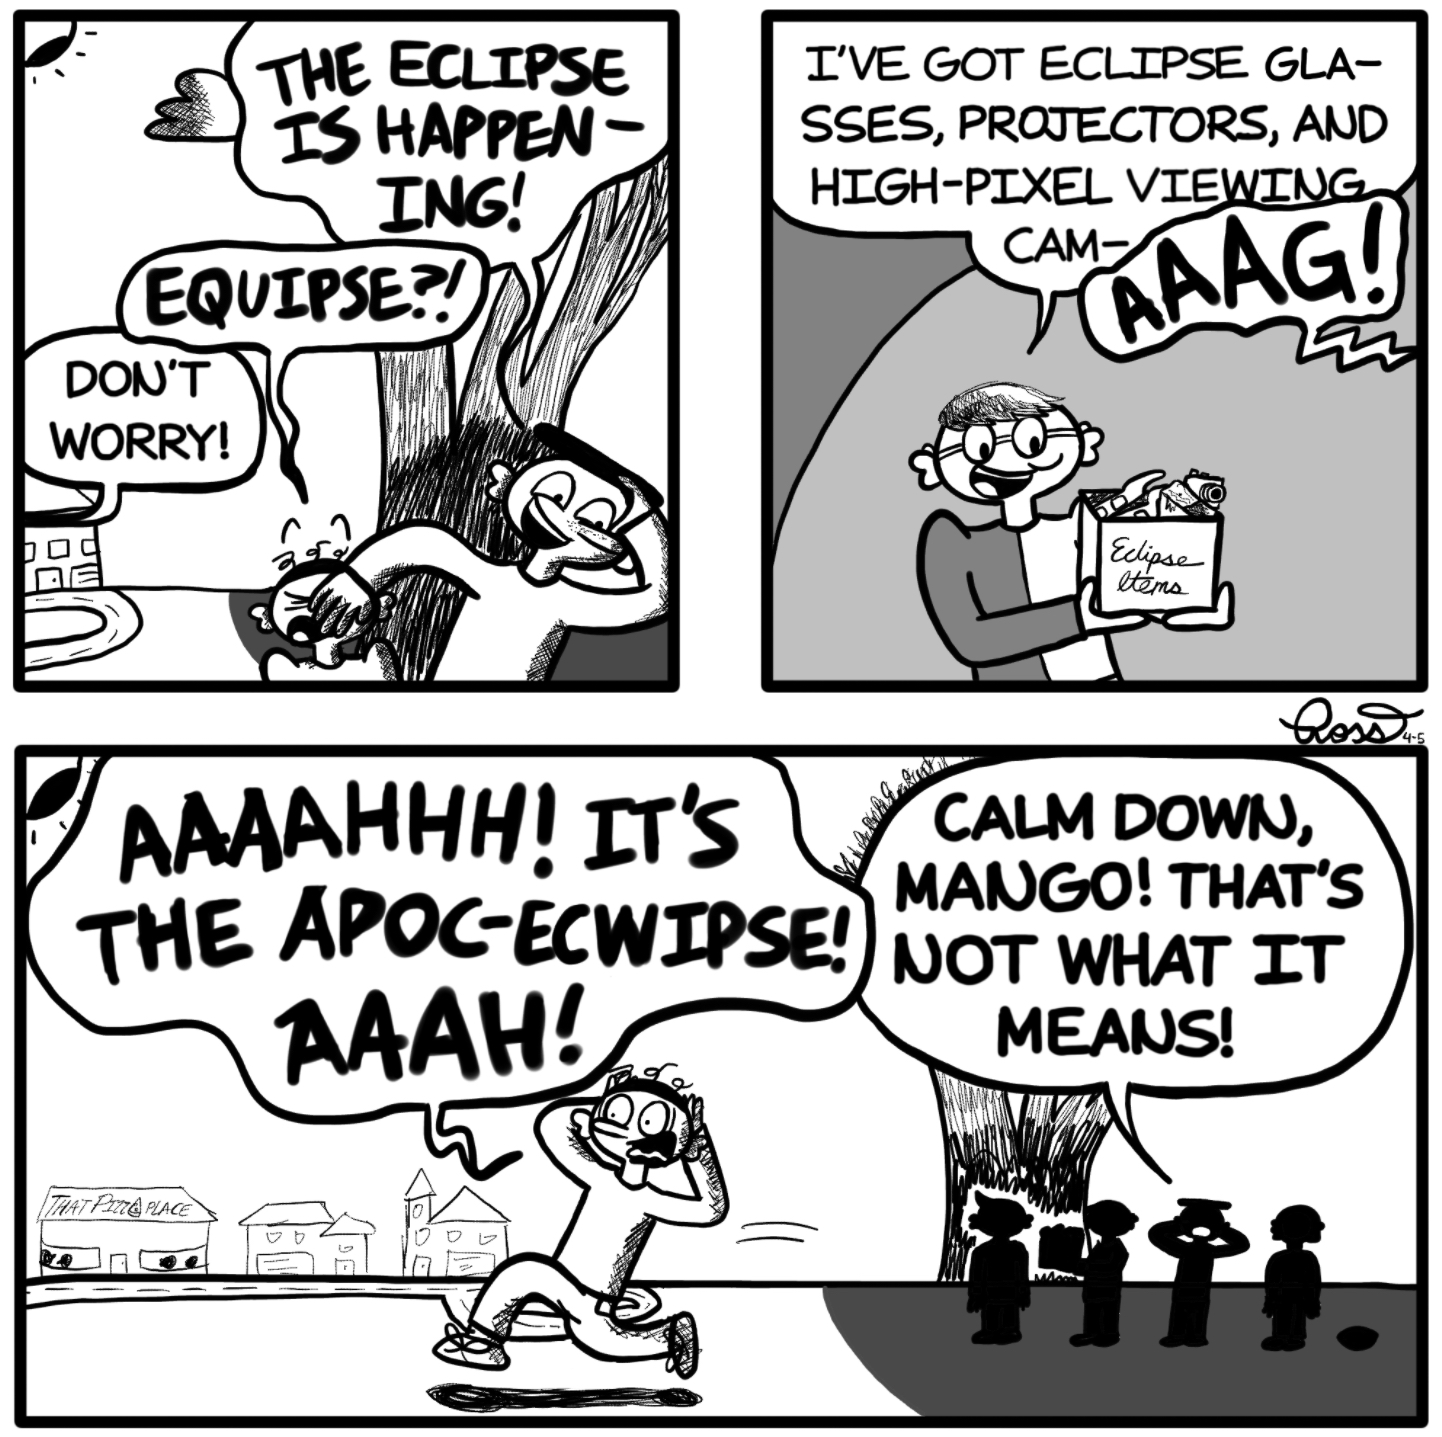 THE ECLIPSE
IS HAPPEN-
ING!
EQUIPSE?!
DON'T
WORRY!
I'VE GOT ECLIPSE GLA-
SSES, PROJECTORS, AND
HIGH-PIXEL VIEWING
CAM-
AAAG!
Eclipse
Items
Ross
4-5
AAAAHHH! IT'S
THE APOC-ECWIPSE!
AAAH!
CALM DOWN,
MANGO! THAT'S
NOT WHAT IT
MEANS!
THAT PIZZA PLACE